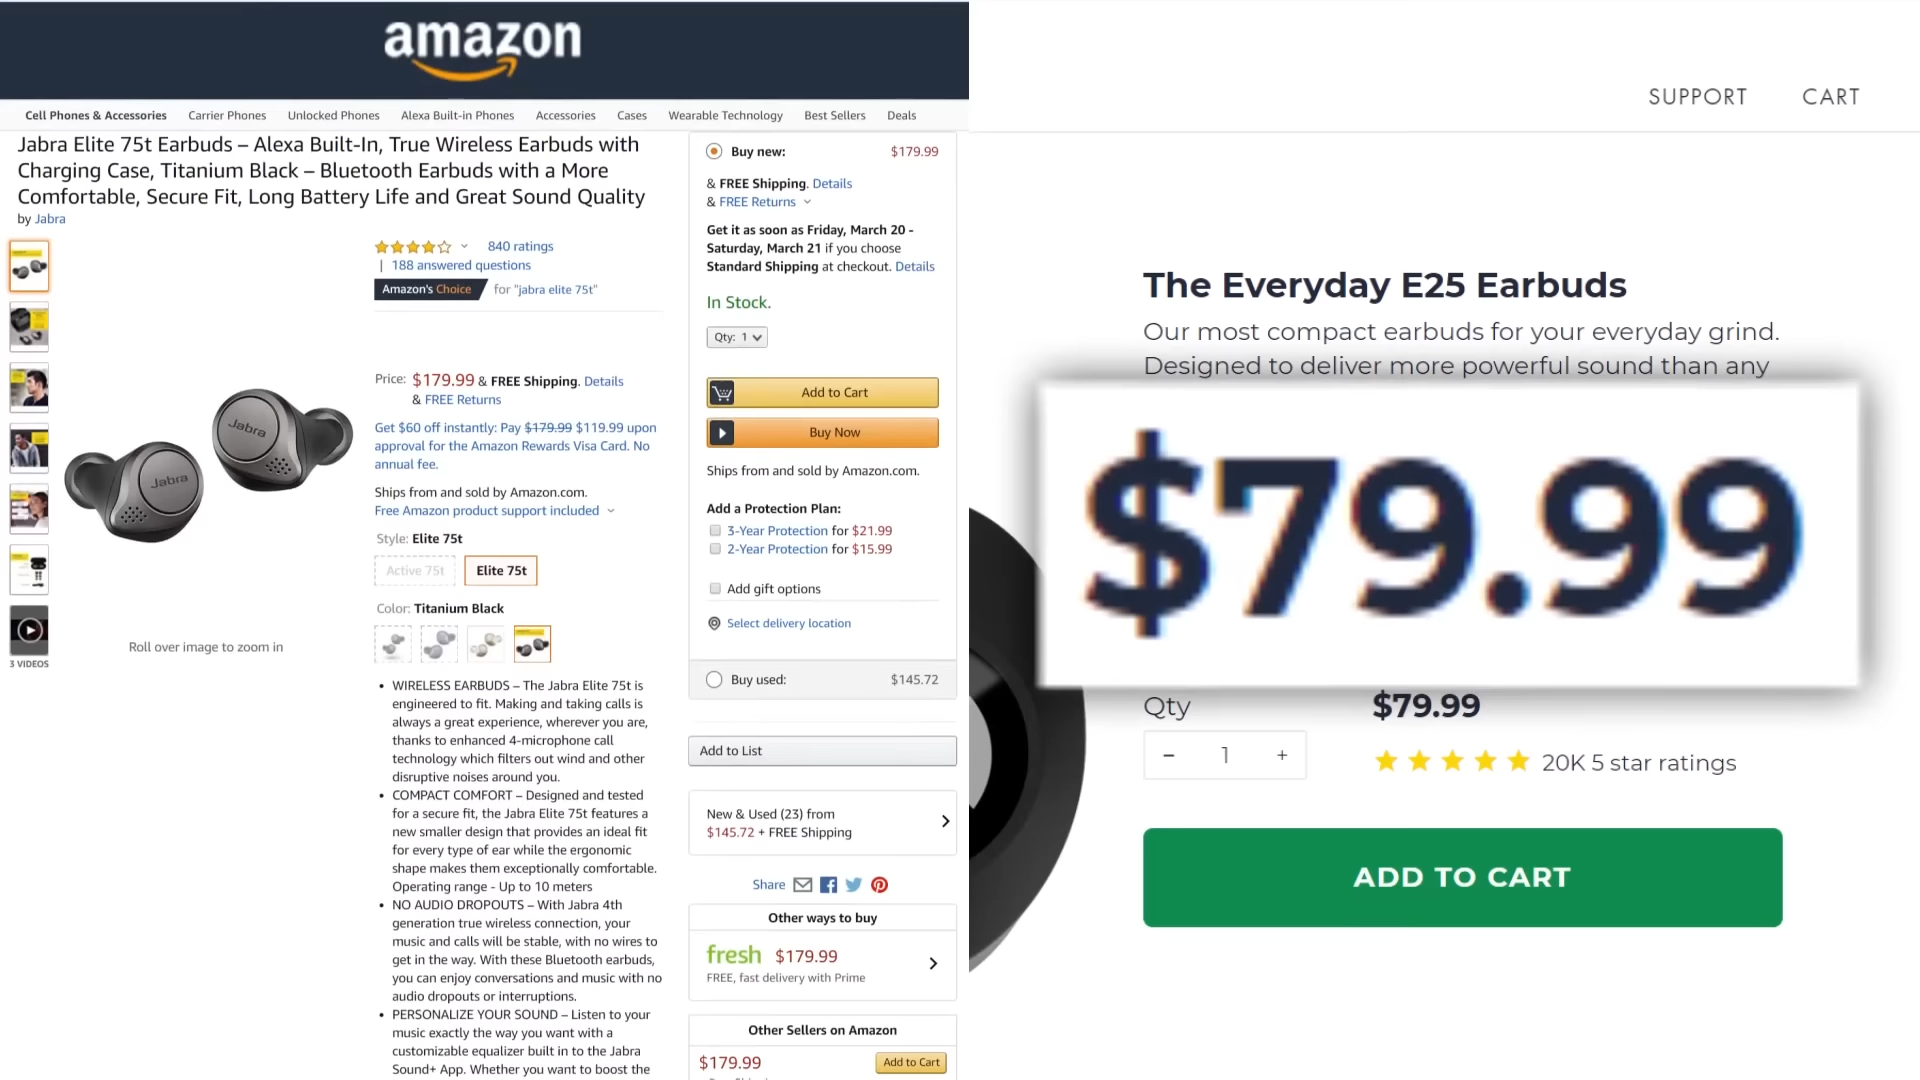 amazon
Cell Phones & Accessories Carrier Phones Unlocked Phones Alexa Built-in Phones Accessories Cases Wearable Technology Best Sellers Deals
Jabra Elite 75t Earbuds – Alexa Built-In, True Wireless Earbuds with
Charging Case, Titanium Black – Bluetooth Earbuds with a More
Comfortable, Secure Fit, Long Battery Life and Great Sound Quality
by Jabra
840 ratings
| 188 answered questions
Amazon's Choice for "jabra elite 75t"
Jabra
Jabra
Roll over image to zoom in
3 VIDEOS
Price: $179.99 & FREE Shipping. Details
& FREE Returns
Get $60 off instantly: Pay $179.99 $119.99 upon
approval for the Amazon Rewards Visa Card. No
annual fee.
Ships from and sold by Amazon.com.
Free Amazon product support included
Style: Elite 75t
Active 75t Elite 75t
Color: Titanium Black
• WIRELESS EARBUDS – The Jabra Elite 75t is
engineered to fit. Making and taking calls is
always a great experience, wherever you are,
thanks to enhanced 4-microphone call
technology which filters out wind and other
disruptive noises around you.
• COMPACT COMFORT – Designed and tested
for a secure fit, the Jabra Elite 75t features a
new smaller design that provides an ideal fit
for every type of ear while the ergonomic
shape makes them exceptionally comfortable.
Operating range - Up to 10 meters
• NO AUDIO DROPOUTS – With Jabra 4th
generation true wireless connection, your
music and calls will be stable, with no wires to
get in the way. With these Bluetooth earbuds,
you can enjoy conversations and music with no
audio dropouts or interruptions.
• PERSONALIZE YOUR SOUND – Listen to your
music exactly the way you want with a
customizable equalizer built in to the Jabra
Sound+ App. Whether you want to boost the
Buy new: $179.99
& FREE Shipping. Details
& FREE Returns
Get it as soon as Friday, March 20 -
Saturday, March 21 if you choose
Standard Shipping at checkout. Details
In Stock.
Qty: 1
Add to Cart
Buy Now
Ships from and sold by Amazon.com.
Add a Protection Plan:
3-Year Protection for $21.99
2-Year Protection for $15.99
Add gift options
Select delivery location
Buy used: $145.72
Add to List
New & Used (23) from
$145.72 + FREE Shipping
Share
Other ways to buy
fresh $179.99
FREE, fast delivery with Prime
Other Sellers on Amazon
$179.99 Add to Cart
SUPPORT CART
The Everyday E25 Earbuds
Our most compact earbuds for your everyday grind.
Designed to deliver more powerful sound than any
$79.99
Qty $79.99
− 1 +
20K 5 star ratings
ADD TO CART